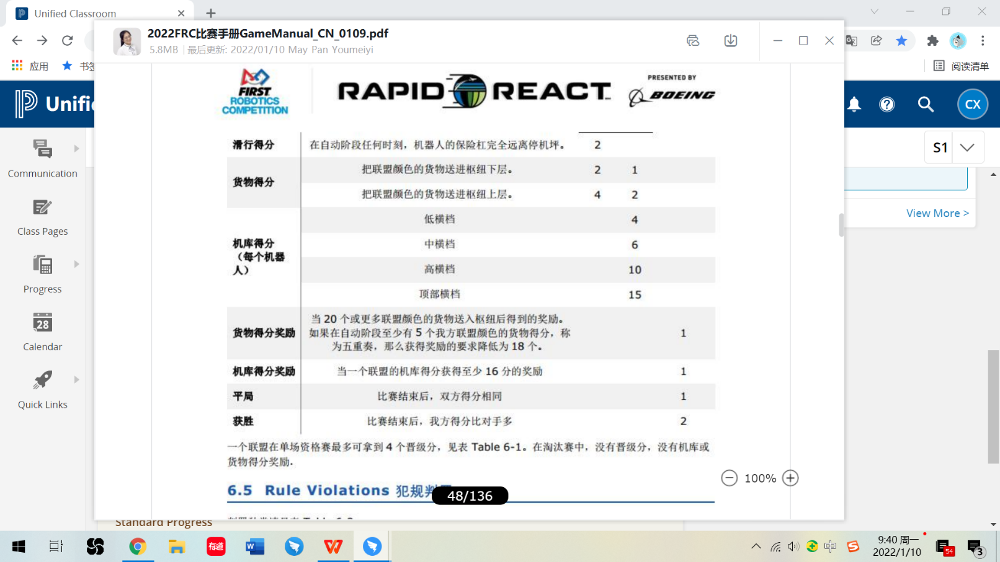 Unified Classroom
2022FRC比赛手册GameManual_CN_0109.pdf
5.8MB | 最后更新: 2022/01/10 May Pan Youmeiyi
应用
书签
阅读清单
Unific
CX
S1
View More >
Communication
Class Pages
Progress
28
Calendar
Quick Links
FIRST
ROBOTICS
COMPETITION
RAPID REACT
PRESENTED BY
BOEING
滑行得分 在自动阶段任何时刻，机器人的保险杠完全远离停机坪。 2
货物得分
把联盟颜色的货物送进枢纽下层。 2 1
把联盟颜色的货物送进枢纽上层。 4 2
机库得分
（每个机器
人）
低横档 4
中横档 6
高横档 10
顶部横档 15
货物得分奖励
当 20 个或更多联盟颜色的货物送入枢纽后得到的奖励。
如果在自动阶段至少有 5 个我方联盟颜色的货物得分，称
为五重奏，那么获得奖励的要求降低为 18 个。
1
机库得分奖励 当一个联盟的机库得分获得至少 16 分的奖励 1
平局 比赛结束后，双方得分相同 1
获胜 比赛结束后，我方得分比对手多 2
一个联盟在单场资格赛最多可拿到 4 个晋级分，见表 Table 6-1。在淘汰赛中，没有晋级分，没有机库或
货物得分奖励.
6.5 Rule Violations 犯规判
48/136
100%
Standard Progress
有道
中
9:40 周一
2022/1/10
54
3